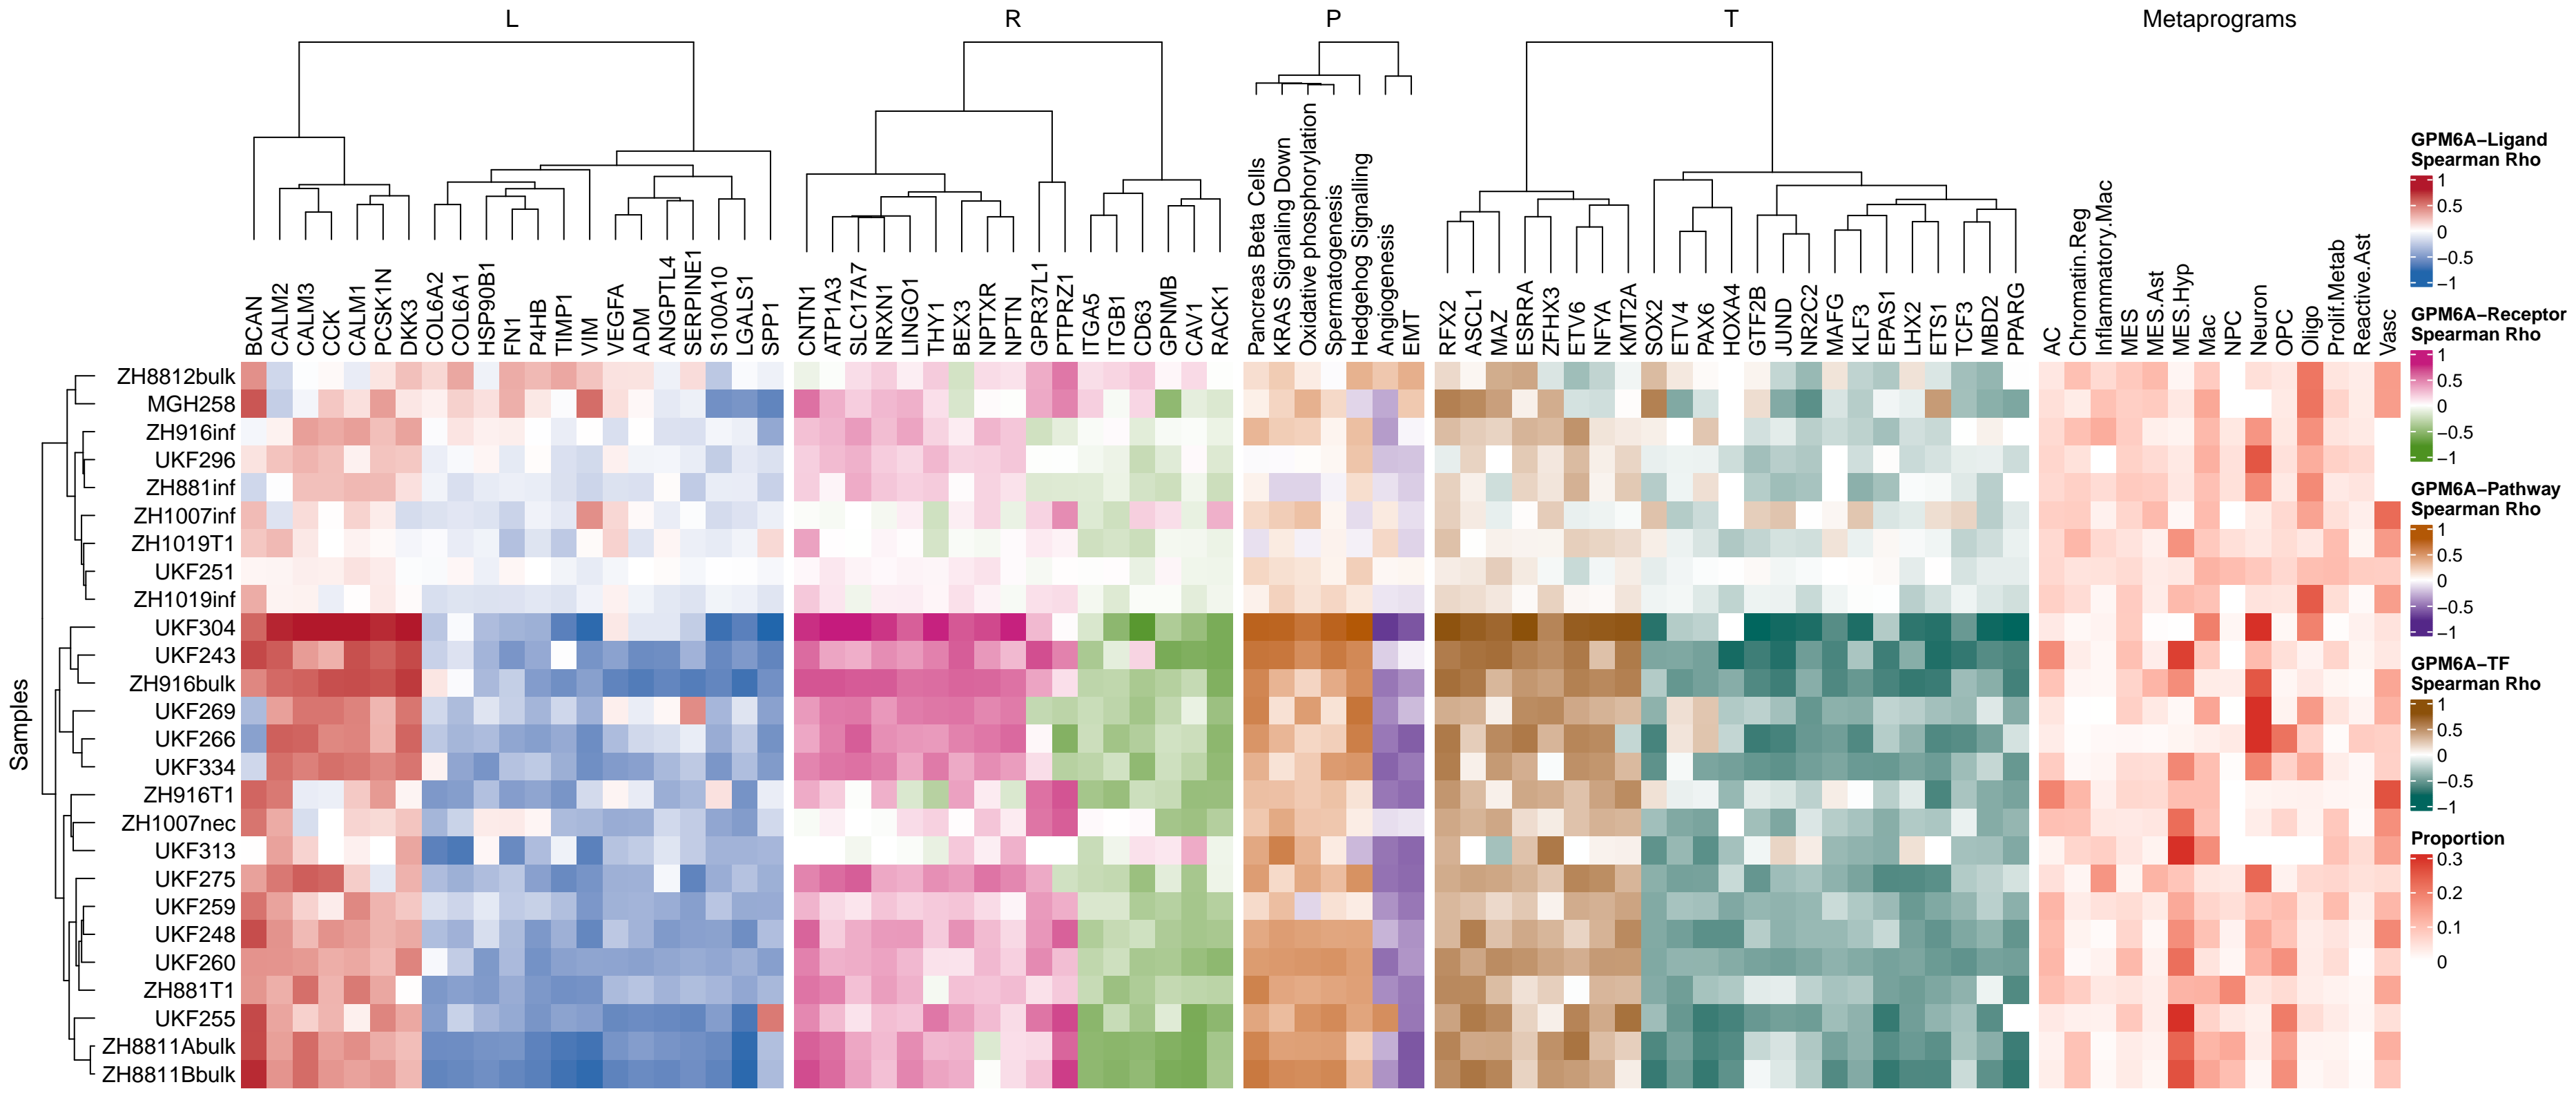 L
R
P
T
Metaprograms
BCAN
CALM2
CALM3
CCK
CALM1
PCSK1N
DKK3
COL6A2
COL6A1
HSP90B1
FN1
P4HB
TIMP1
VIM
VEGFA
ADM
ANGPTL4
SERPINE1
S100A10
LGALS1
SPP1
CNTN1
ATP1A3
SLC17A7
NRXN1
LINGO1
THY1
BEX3
NPTXR
NPTN
GPR37L1
PTPRZ1
ITGA5
ITGB1
CD63
GPNMB
CAV1
RACK1
Pancreas Beta Cells
KRAS Signaling Down
Oxidative phosphorylation
Spermatogenesis
Hedgehog Signalling
Angiogenesis
EMT
RFX2
ASCL1
MAZ
ESRRA
ZFHX3
ETV6
NFYA
KMT2A
SOX2
ETV4
PAX6
HOXA4
GTF2B
JUND
NR2C2
MAFG
KLF3
EPAS1
LHX2
ETS1
TCF3
MBD2
PPARG
AC
Chromatin.Reg
Inflammatory.Mac
MES
MES.Ast
MES.Hyp
Mac
NPC
Neuron
OPC
Oligo
Prolif.Metab
Reactive.Ast
Vasc
Samples
ZH8812bulk
MGH258
ZH916inf
UKF296
ZH881inf
ZH1007inf
ZH1019T1
UKF251
ZH1019inf
UKF304
UKF243
ZH916bulk
UKF269
UKF266
UKF334
ZH916T1
ZH1007nec
UKF313
UKF275
UKF259
UKF248
UKF260
ZH881T1
UKF255
ZH8811Abulk
ZH8811Bbulk
GPM6A−Ligand
Spearman Rho
1
0.5
0
−0.5
−1
GPM6A−Receptor
Spearman Rho
1
0.5
0
−0.5
−1
GPM6A−Pathway
Spearman Rho
1
0.5
0
−0.5
−1
GPM6A−TF
Spearman Rho
1
0.5
0
−0.5
−1
Proportion
0.3
0.2
0.1
0